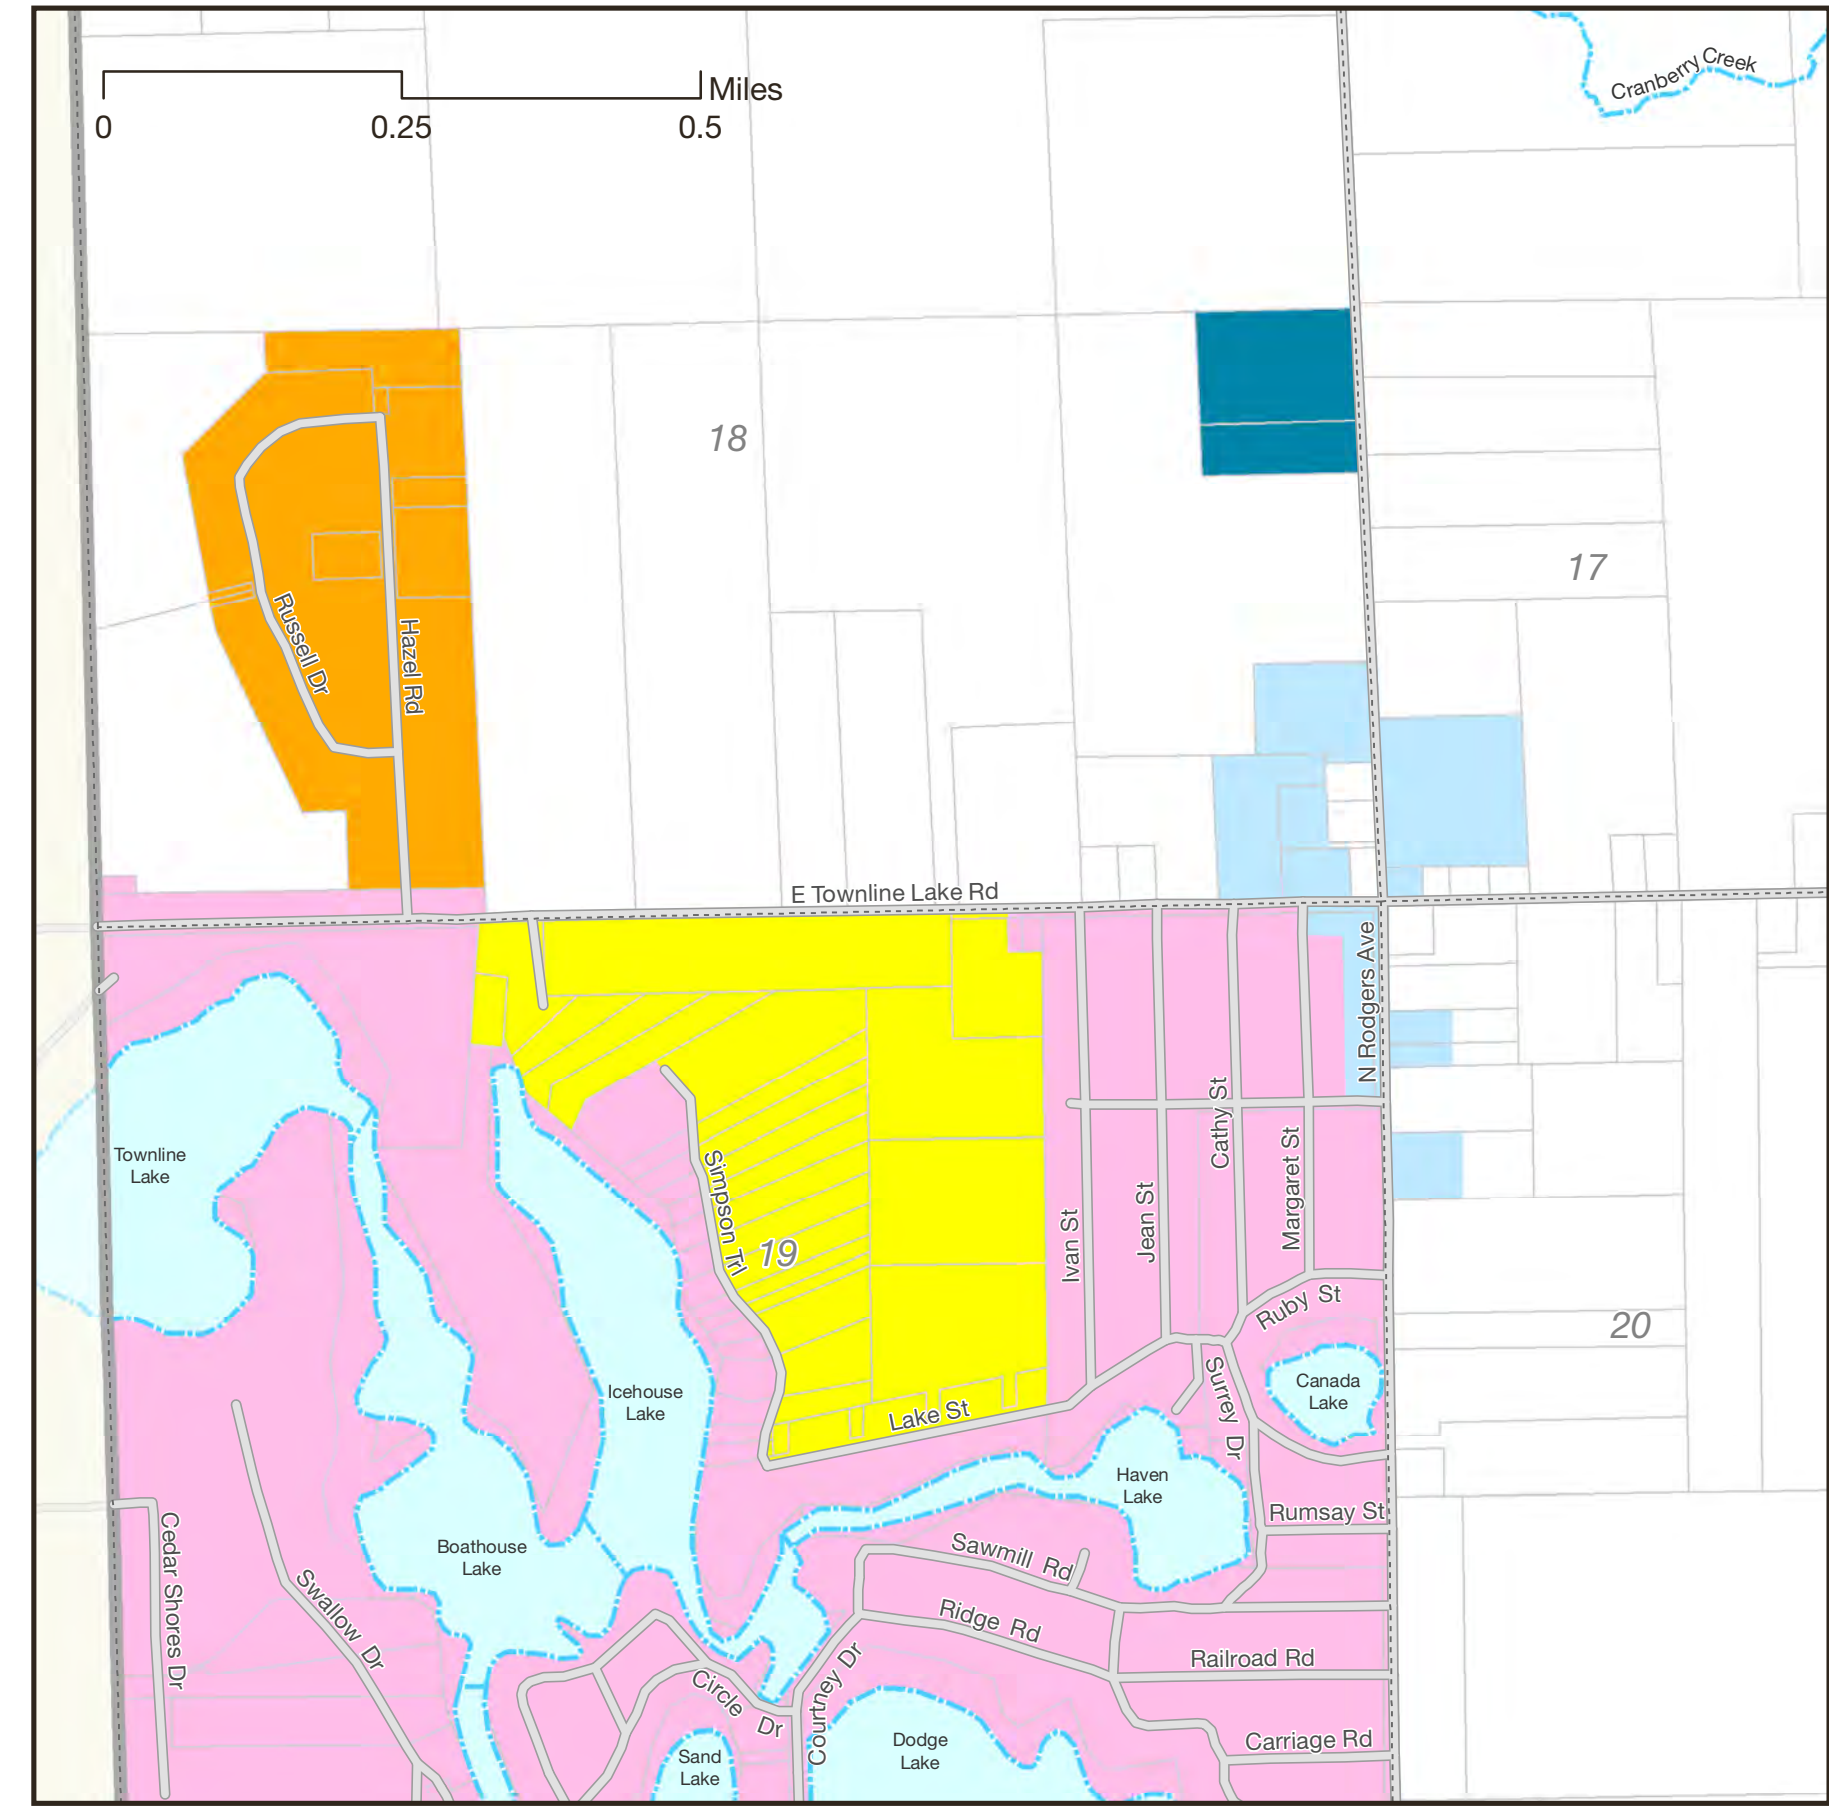 Cranberry Creek
Miles
0
0.25
0.5
18
17
Russell Dr
Hazel Rd
E Townline Lake Rd
N Rodgers Ave
Townline
Lake
Simpson Trl
19
Ivan St
Jean St
Cathy St
Margaret St
Ruby St
20
Icehouse
Lake
Lake St
Surrey Dr
Canada
Lake
Haven
Lake
Rumsay St
Cedar Shores Dr
Swallow Dr
Boathouse
Lake
Sawmill Rd
Ridge Rd
Railroad Rd
Circle Dr
Courtney Dr
Carriage Rd
Sand
Lake
Dodge
Lake